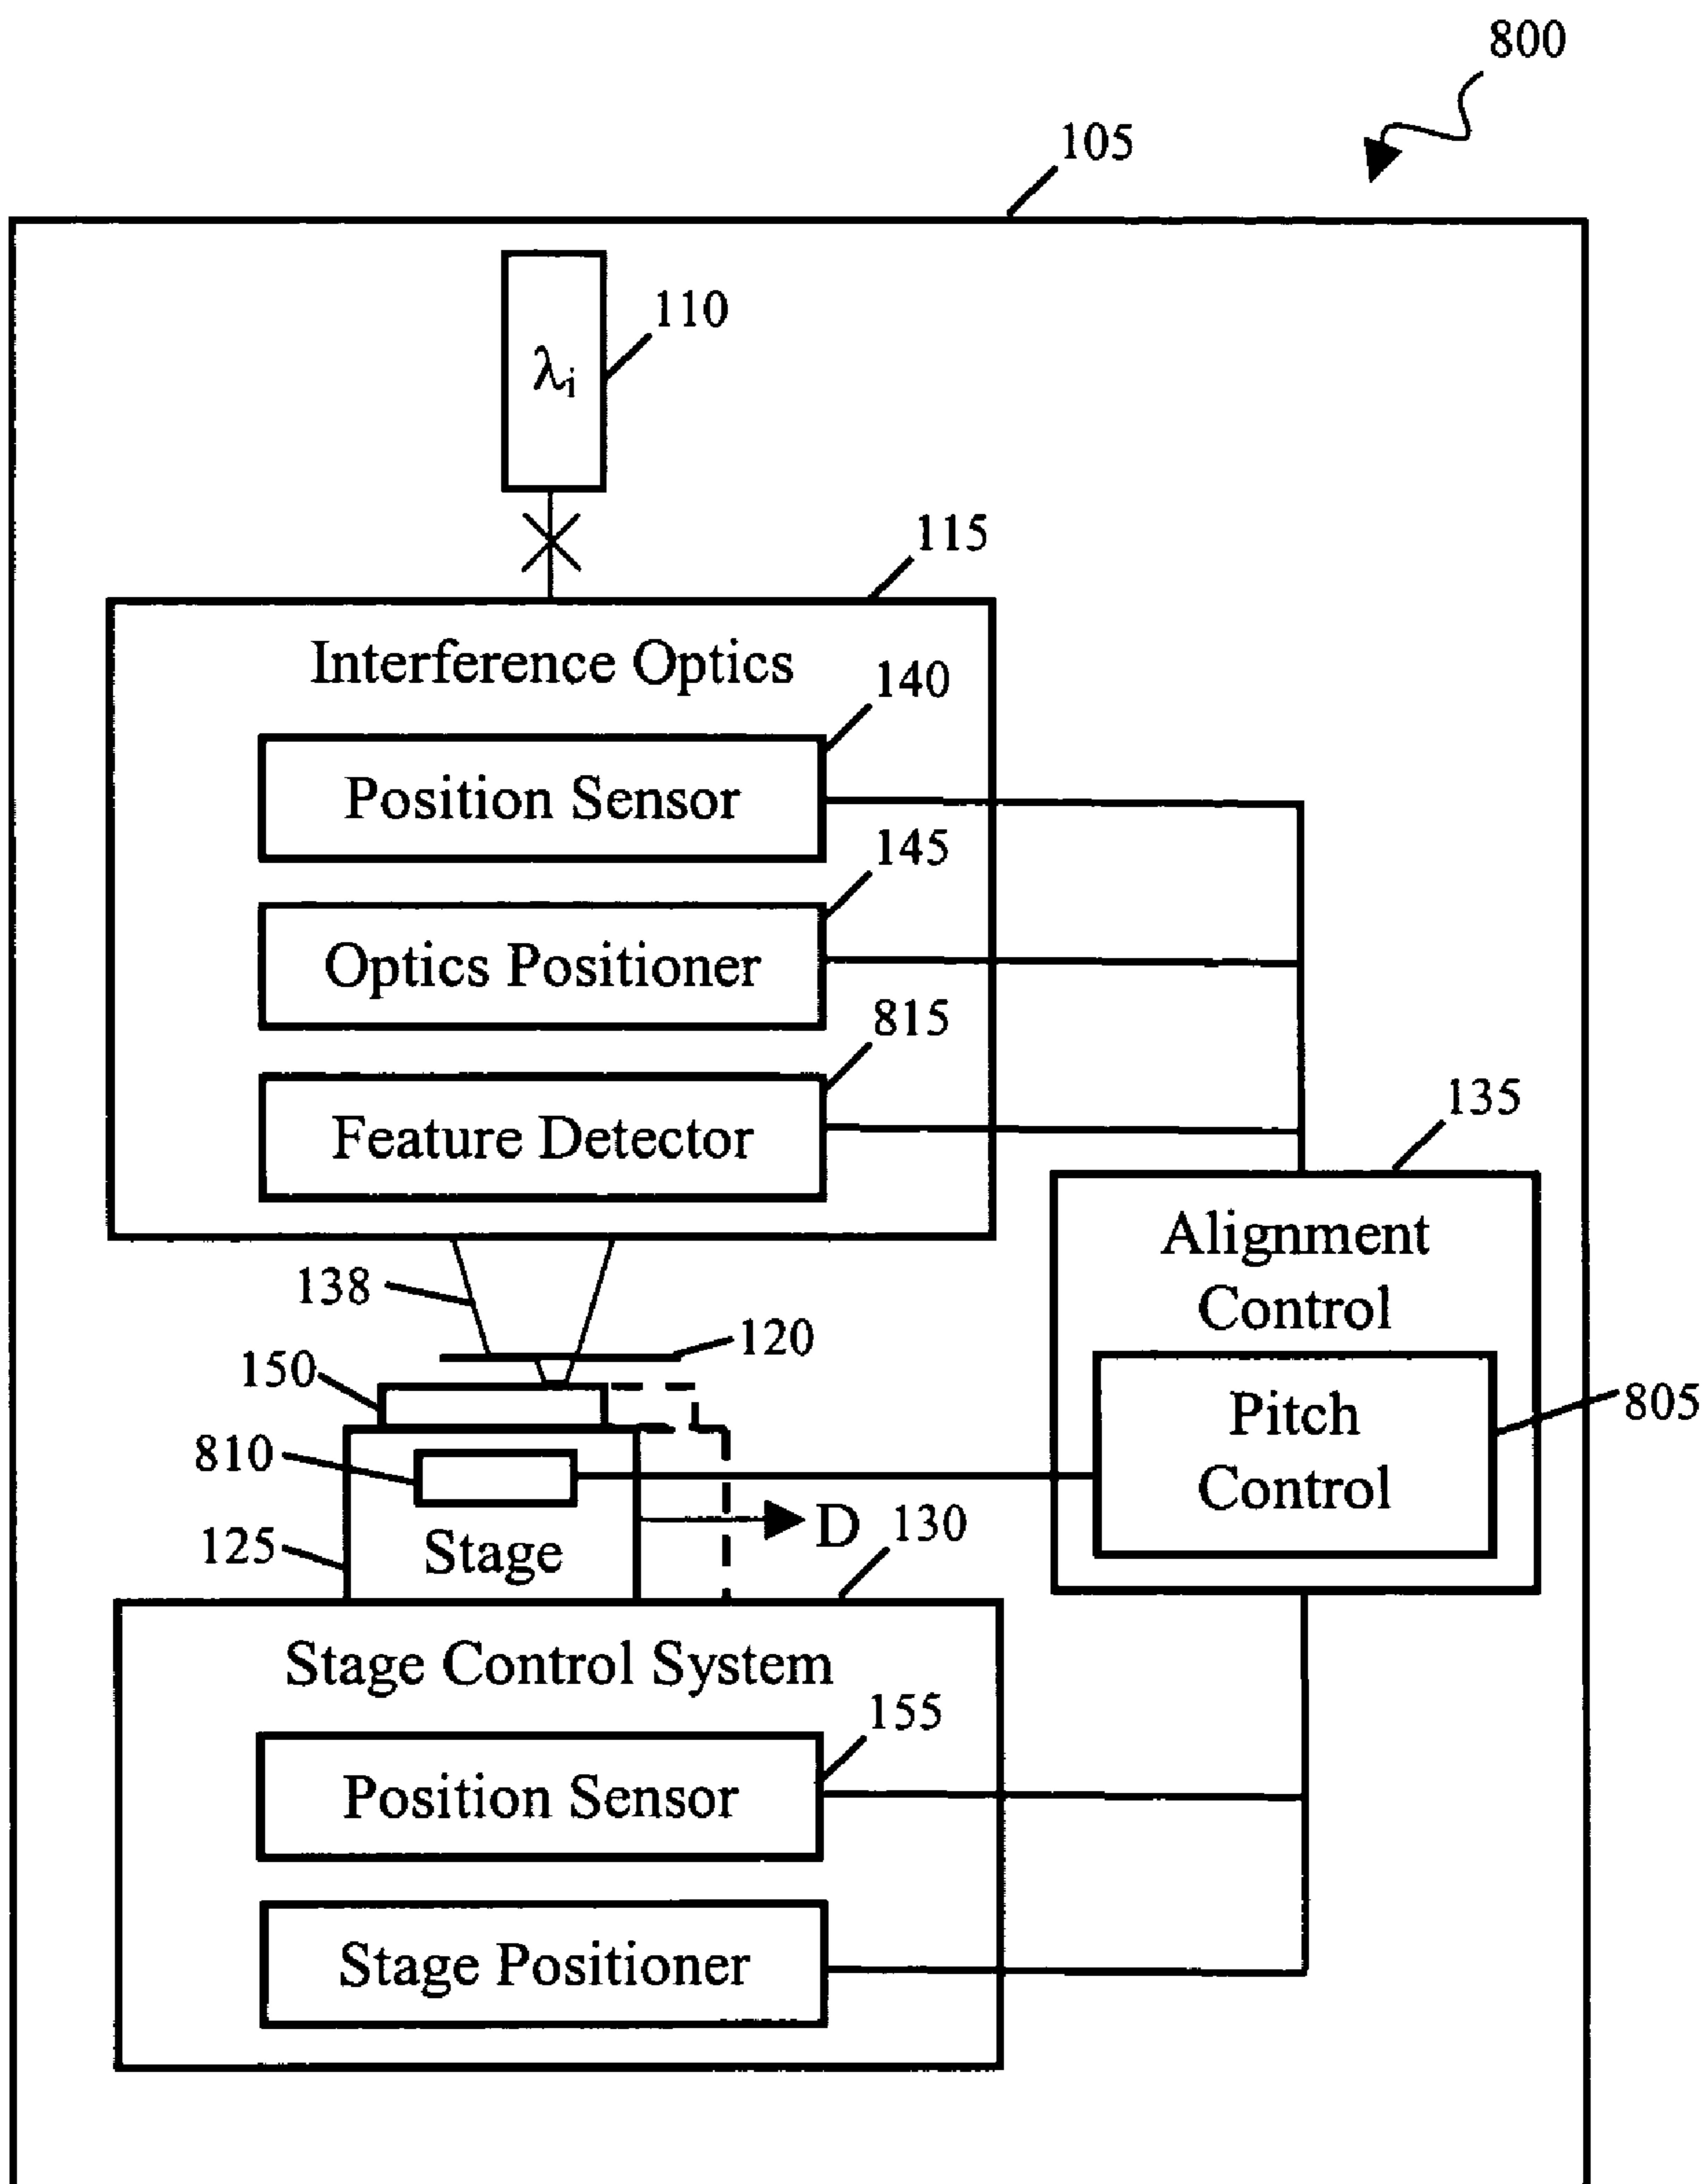 800
105
110
λi
115
Interference Optics
140
Position Sensor
145
Optics Positioner
815
Feature Detector
135
Alignment
Control
138
120
150
Pitch
Control
805
810
D
130
125
Stage
Stage Control System
155
Position Sensor
Stage Positioner